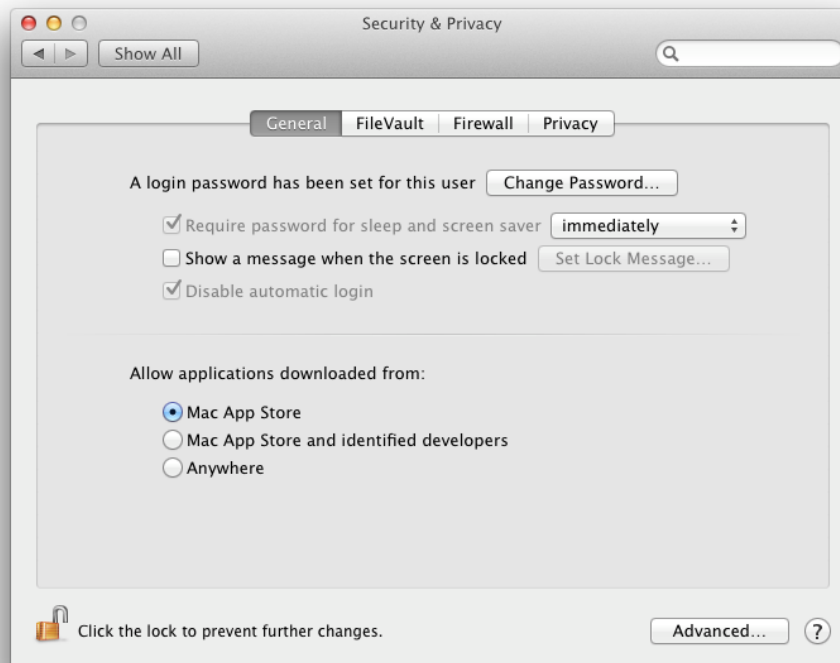 Security & Privacy
Show All
General FileVault Firewall Privacy
A login password has been set for this user Change Password...
Require password for sleep and screen saver immediately
Show a message when the screen is locked Set Lock Message...
Disable automatic login
Allow applications downloaded from:
Mac App Store
Mac App Store and identified developers
Anywhere
Click the lock to prevent further changes. Advanced... ?